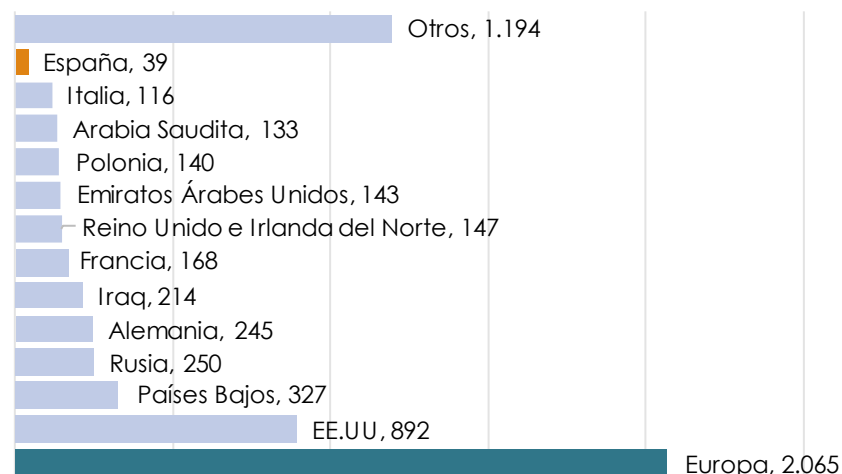 Otros, 1.194
España, 39
Italia, 116
Arabia Saudita, 133
Polonia, 140
Emiratos Árabes Unidos, 143
Reino Unido e Irlanda del Norte, 147
Francia, 168
Iraq, 214
Alemania, 245
Rusia, 250
Países Bajos, 327
EE.UU, 892
Europa, 2.065